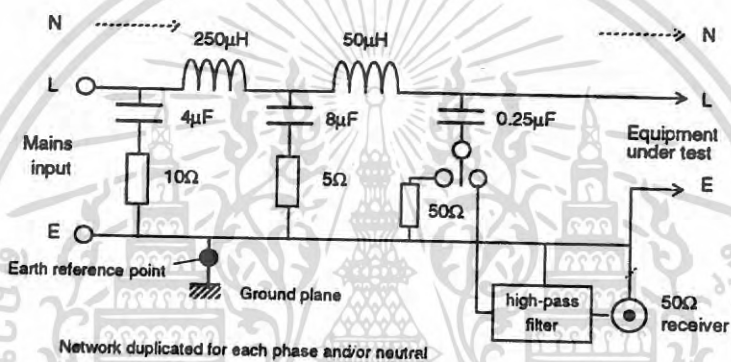 N
N
250μH
50μH
L
L
4μF
8μF
0.25μF
Mains
input
Equipment
under test
10Ω
5Ω
50Ω
E
E
Earth reference point
Ground plane
high-pass
filter
50Ω
receiver
Network duplicated for each phase and/or neutral